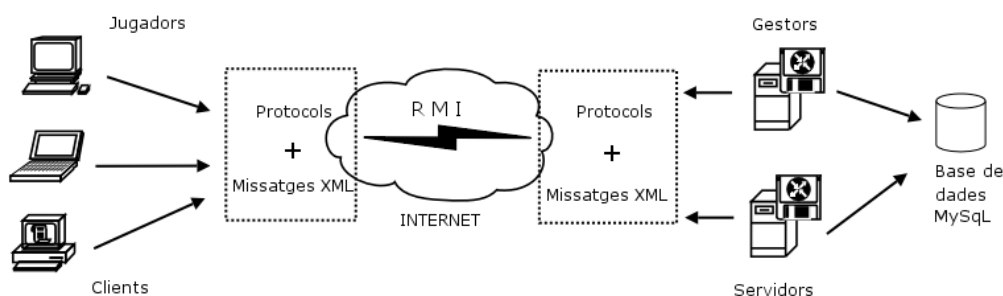 Jugadors
Gestors
Protocols
+
Missatges XML
R M I
INTERNET
Protocols
+
Missatges XML
Base de
dades
MySqL
Clients
Servidors